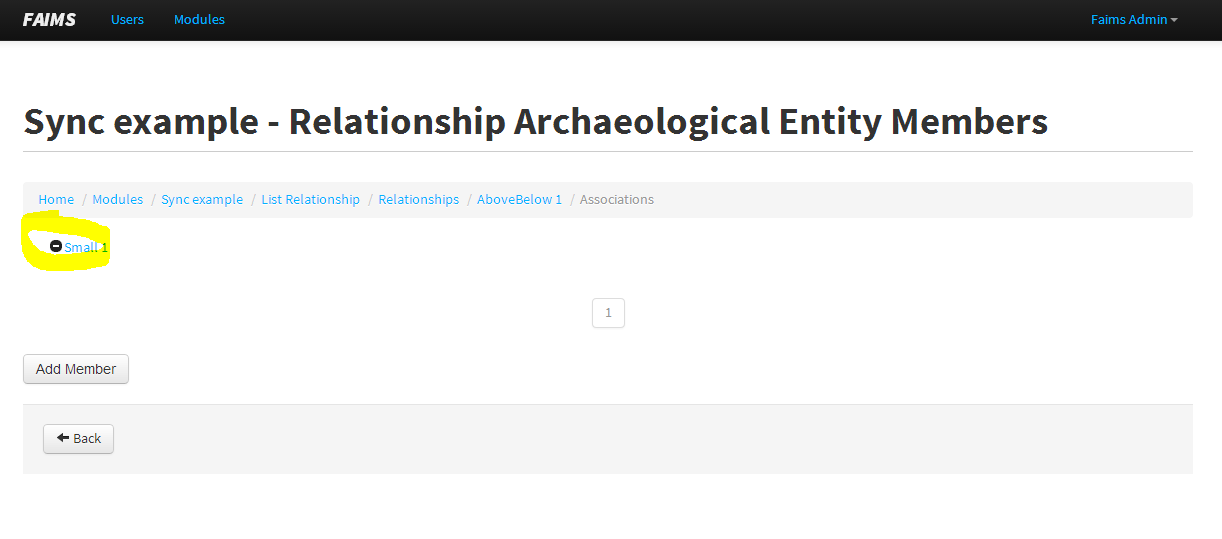 FAIMS Users Modules Faims Admin
Sync example - Relationship Archaeological Entity Members
Home / Modules / Sync example / List Relationship / Relationships / AboveBelow 1 / Associations
Small 1
1
Add Member
Back